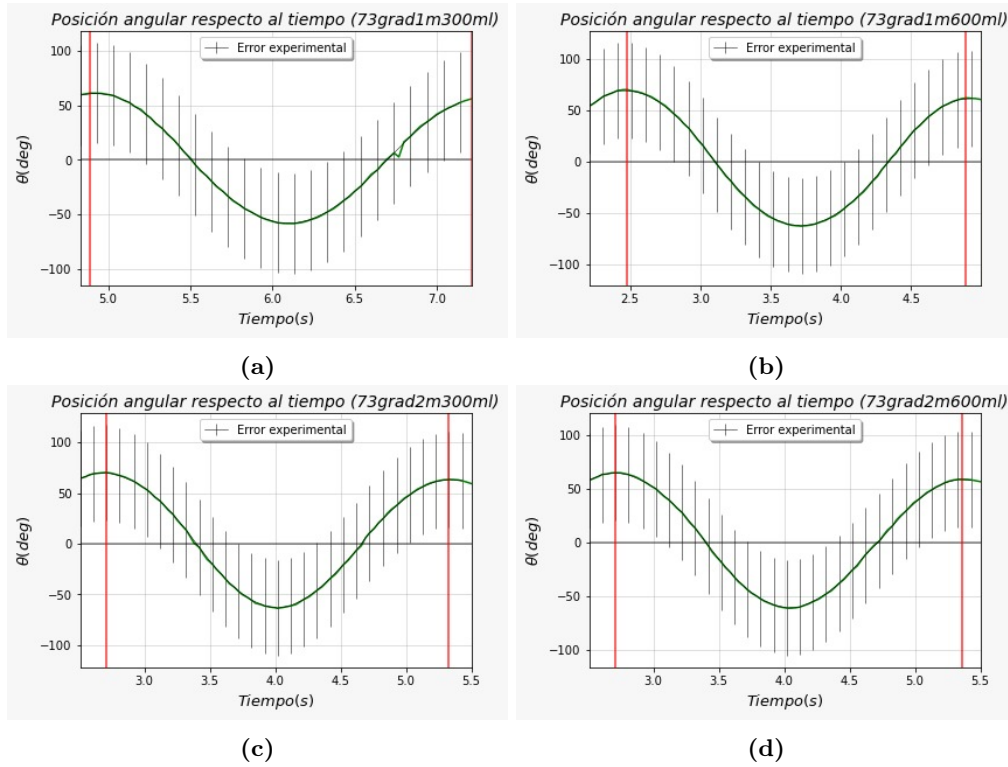 Posición angular respecto al tiempo (73grad1m300ml)
Error experimental
θ(deg)
100
50
0
−50
−100
5.0 5.5 6.0 6.5 7.0
Tiempo(s)
(a)
Posición angular respecto al tiempo (73grad1m600ml)
Error experimental
θ(deg)
100
50
0
−50
−100
2.5 3.0 3.5 4.0 4.5
Tiempo(s)
(b)
Posición angular respecto al tiempo (73grad2m300ml)
Error experimental
θ(deg)
100
50
0
−50
−100
3.0 3.5 4.0 4.5 5.0 5.5
Tiempo(s)
(c)
Posición angular respecto al tiempo (73grad2m600ml)
Error experimental
θ(deg)
100
50
0
−50
−100
3.0 3.5 4.0 4.5 5.0 5.5
Tiempo(s)
(d)